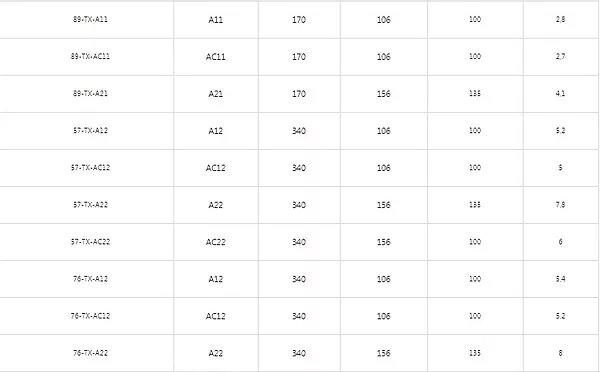 89-TX-A11 A11 170 106 100 2,8
89-TX-AC11 AC11 170 106 100 2,7
89-TX-A21 A21 170 156 135 4,1
57-TX-A12 A12 340 106 100 5,2
57-TX-AC12 AC12 340 106 100 5
57-TX-A22 A22 340 156 135 7,8
57-TX-AC22 AC22 340 156 100 6
76-TX-A12 A12 340 106 100 5,4
76-TX-AC12 AC12 340 106 100 5,2
76-TX-A22 A22 340 156 135 8